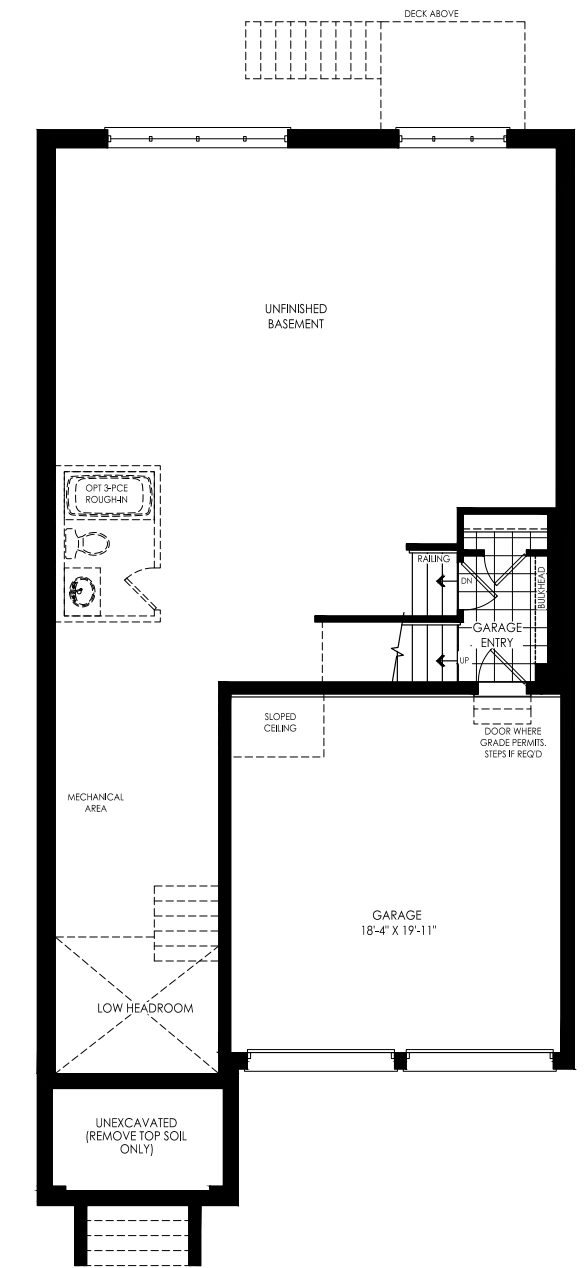 DECK ABOVE
UNFINISHED
BASEMENT
OPT 3-PCE
ROUGH-IN
RAILING
DN
BULKHEAD
GARAGE
ENTRY
UP
SLOPED
CEILING
DOOR WHERE
GRADE PERMITS.
STEPS IF REQ'D
MECHANICAL
AREA
GARAGE
18'-4" X 19'-11"
LOW HEADROOM
UNEXCAVATED
(REMOVE TOP SOIL
ONLY)